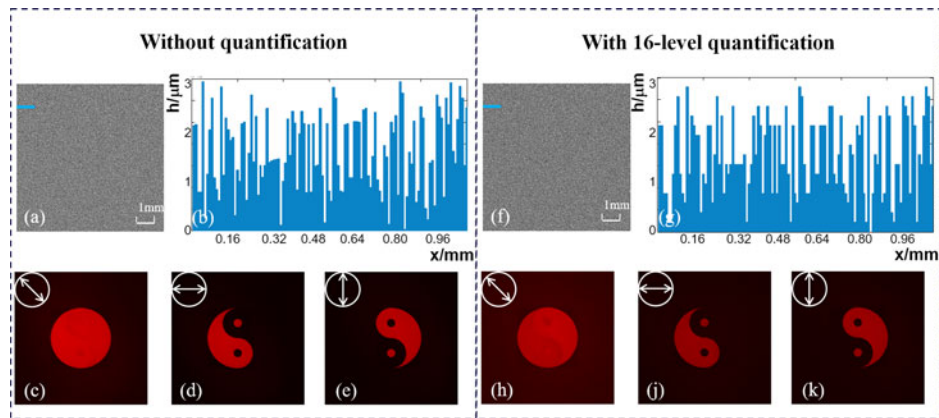 Without quantification
With 16-level quantification
(a)
1mm
h/μm
3
2
1
0
(b)
0.16 0.32 0.48 0.64 0.80 0.96
x/mm
(f)
1mm
h/μm
3
2
1
0
(g)
0.16 0.32 0.48 0.64 0.80 0.96
x/mm
(c)
(d)
(e)
(h)
(j)
(k)